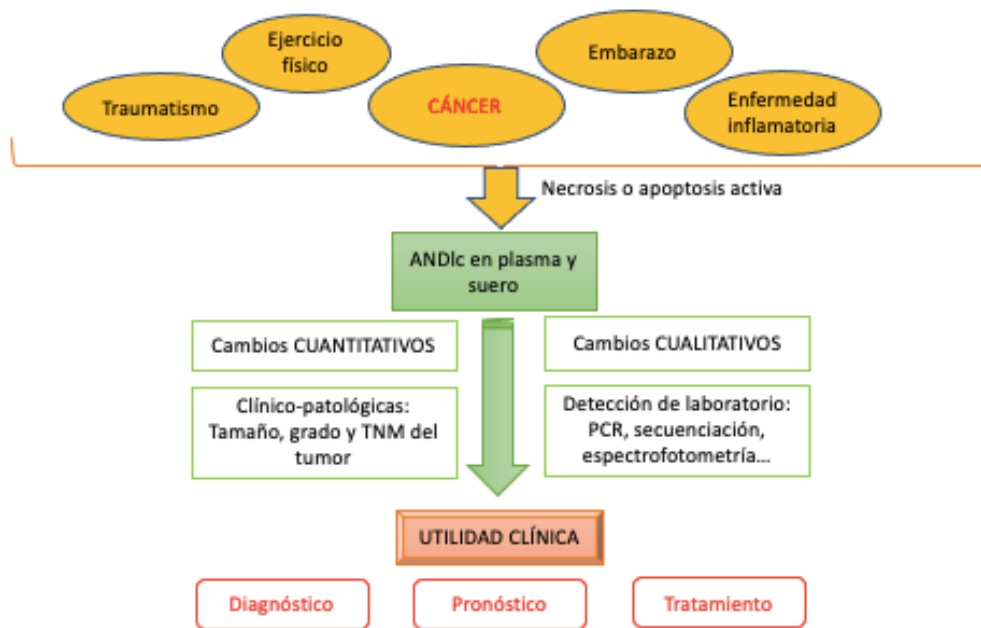 Ejercicio
físico
Embarazo
Traumatismo
CÁNCER
Enfermedad
inflamatoria
Necrosis o apoptosis activa
ANDlc en plasma y
suero
Cambios CUANTITATIVOS
Cambios CUALITATIVOS
Clínico-patológicas:
Tamaño, grado y TNM del
tumor
Detección de laboratorio:
PCR, secuenciación,
espectrofotometría...
UTILIDAD CLÍNICA
Diagnóstico
Pronóstico
Tratamiento